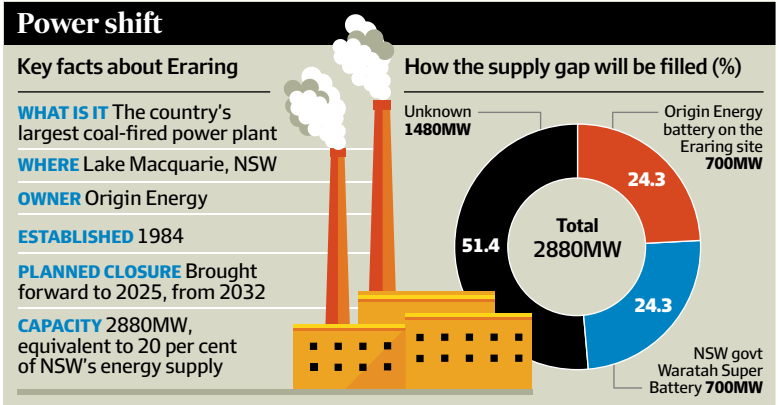 Power shift
Key facts about Eraring
WHAT IS IT The country's
largest coal-fired power plant
WHERE Lake Macquarie, NSW
OWNER Origin Energy
ESTABLISHED 1984
PLANNED CLOSURE Brought
forward to 2025, from 2032
CAPACITY 2880MW,
equivalent to 20 per cent
of NSW's energy supply
How the supply gap will be filled (%)
Unknown
1480MW
Origin Energy
battery on the
Eraring site
700MW
24.3
Total
2880MW
51.4
24.3
NSW govt
Waratah Super
Battery 700MW